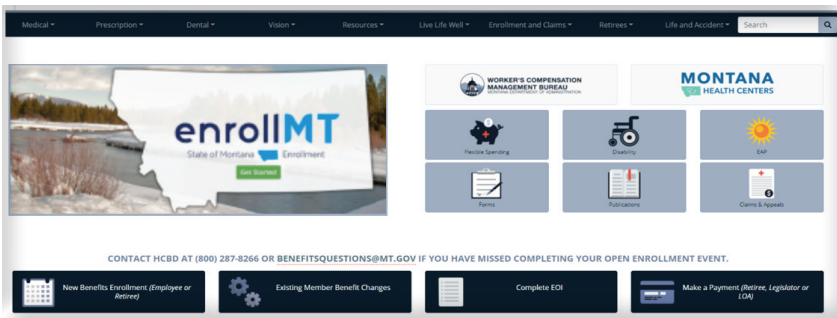 Medical Prescription Dental Vision Resources Live Life Well Enrollment and Claims Retirees Life and Accident Search
WORKER'S COMPENSATION
MANAGEMENT BUREAU
MONTANA DEPARTMENT OF ADMINISTRATION
MONTANA
HEALTH CENTERS
enrollMT
State of Montana Enrollment
Get Started
Flexible Spending Disability EAP
Forms Publications Claims & Appeals
CONTACT HCBD AT (800) 287-8266 OR BENEFITSQUESTIONS@MT.GOV IF YOU HAVE MISSED COMPLETING YOUR OPEN ENROLLMENT EVENT.
New Benefits Enrollment (Employee or
Retiree)
Existing Member Benefit Changes
Complete EOI
Make a Payment (Retiree, Legislator or
LOA)